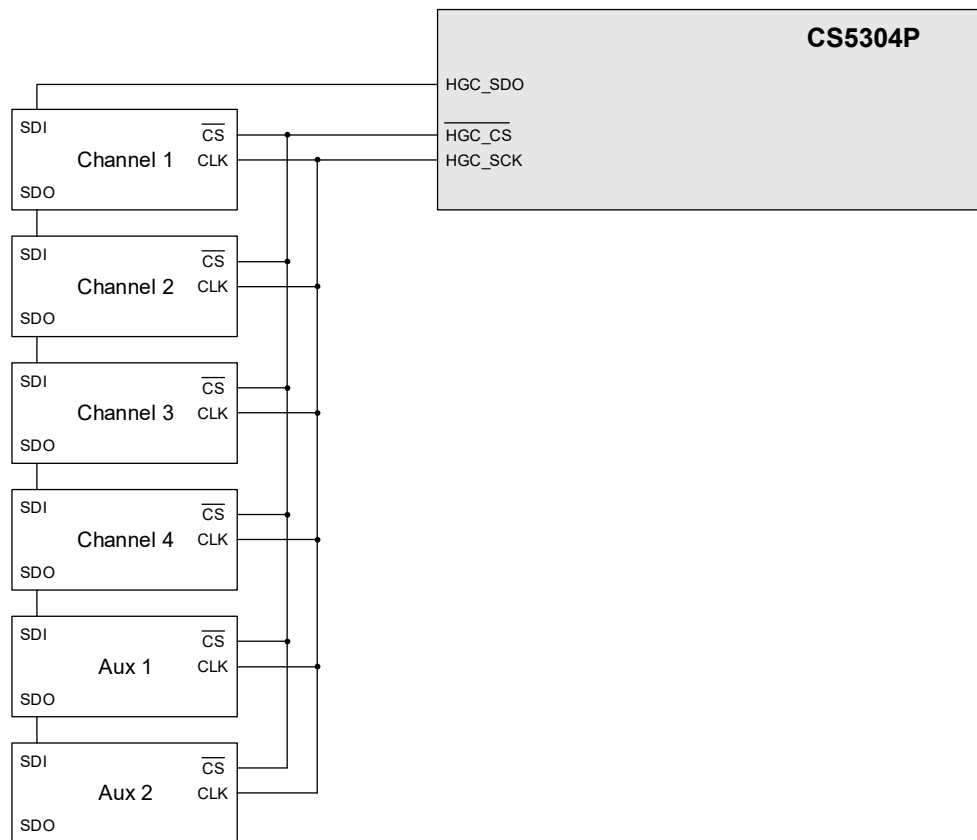 CS5304P
HGC_SDO
HGC_CS
HGC_SCK
SDI
CS
Channel 1
CLK
SDO
SDI
CS
Channel 2
CLK
SDO
SDI
CS
Channel 3
CLK
SDO
SDI
CS
Channel 4
CLK
SDO
SDI
CS
Aux 1
CLK
SDO
SDI
CS
Aux 2
CLK
SDO